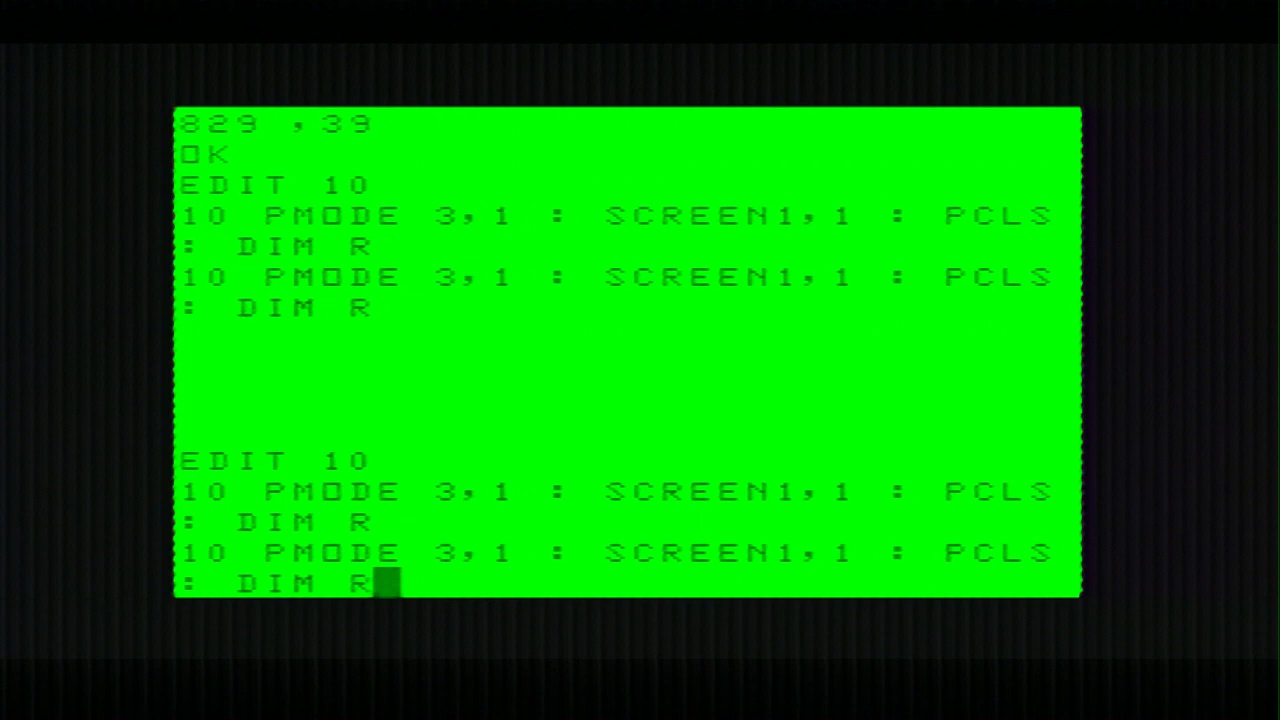 829 ,39
OK
EDIT 10
10 PMODE 3,1 : SCREEN1,1 : PCLS
: DIM R
10 PMODE 3,1 : SCREEN1,1 : PCLS
: DIM R
EDIT 10
10 PMODE 3,1 : SCREEN1,1 : PCLS
: DIM R
10 PMODE 3,1 : SCREEN1,1 : PCLS
: DIM R